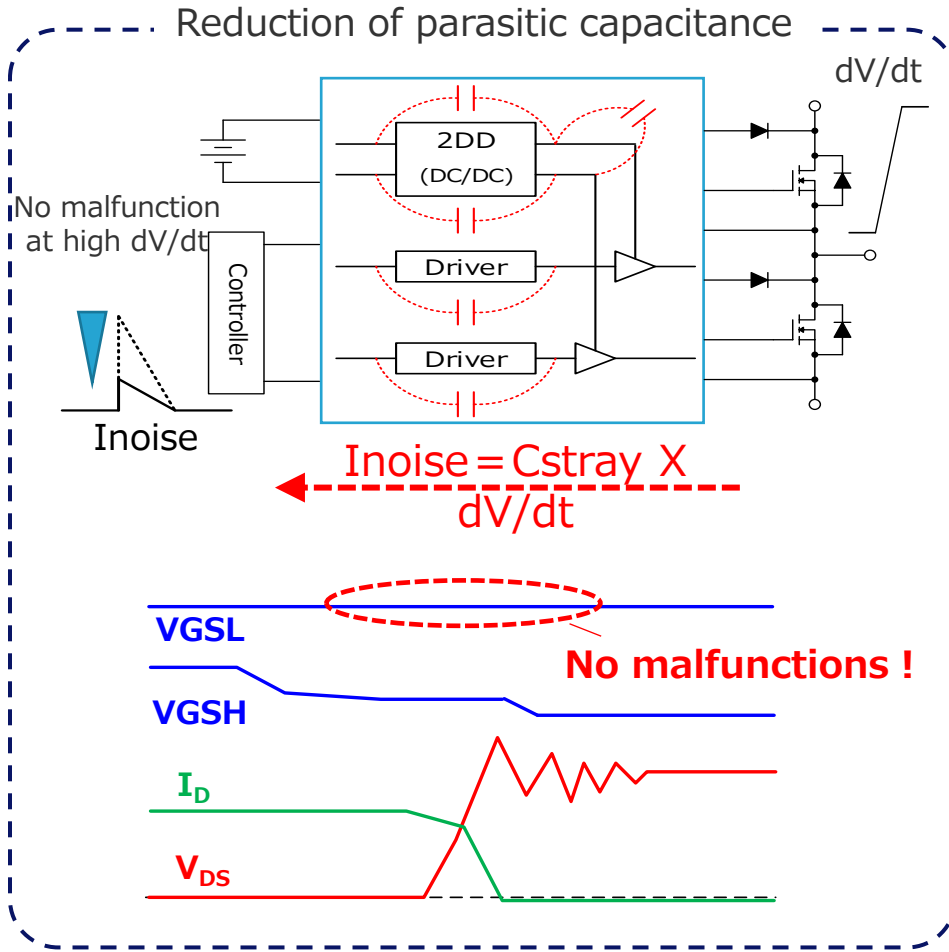 Reduction of parasitic capacitance
dV/dt
2DD
(DC/DC)
No malfunction
at high dV/dt
Controller
Driver
Driver
Inoise
Inoise=Cstray X
dV/dt
VGSL
No malfunctions !
VGSH
ID
VDS